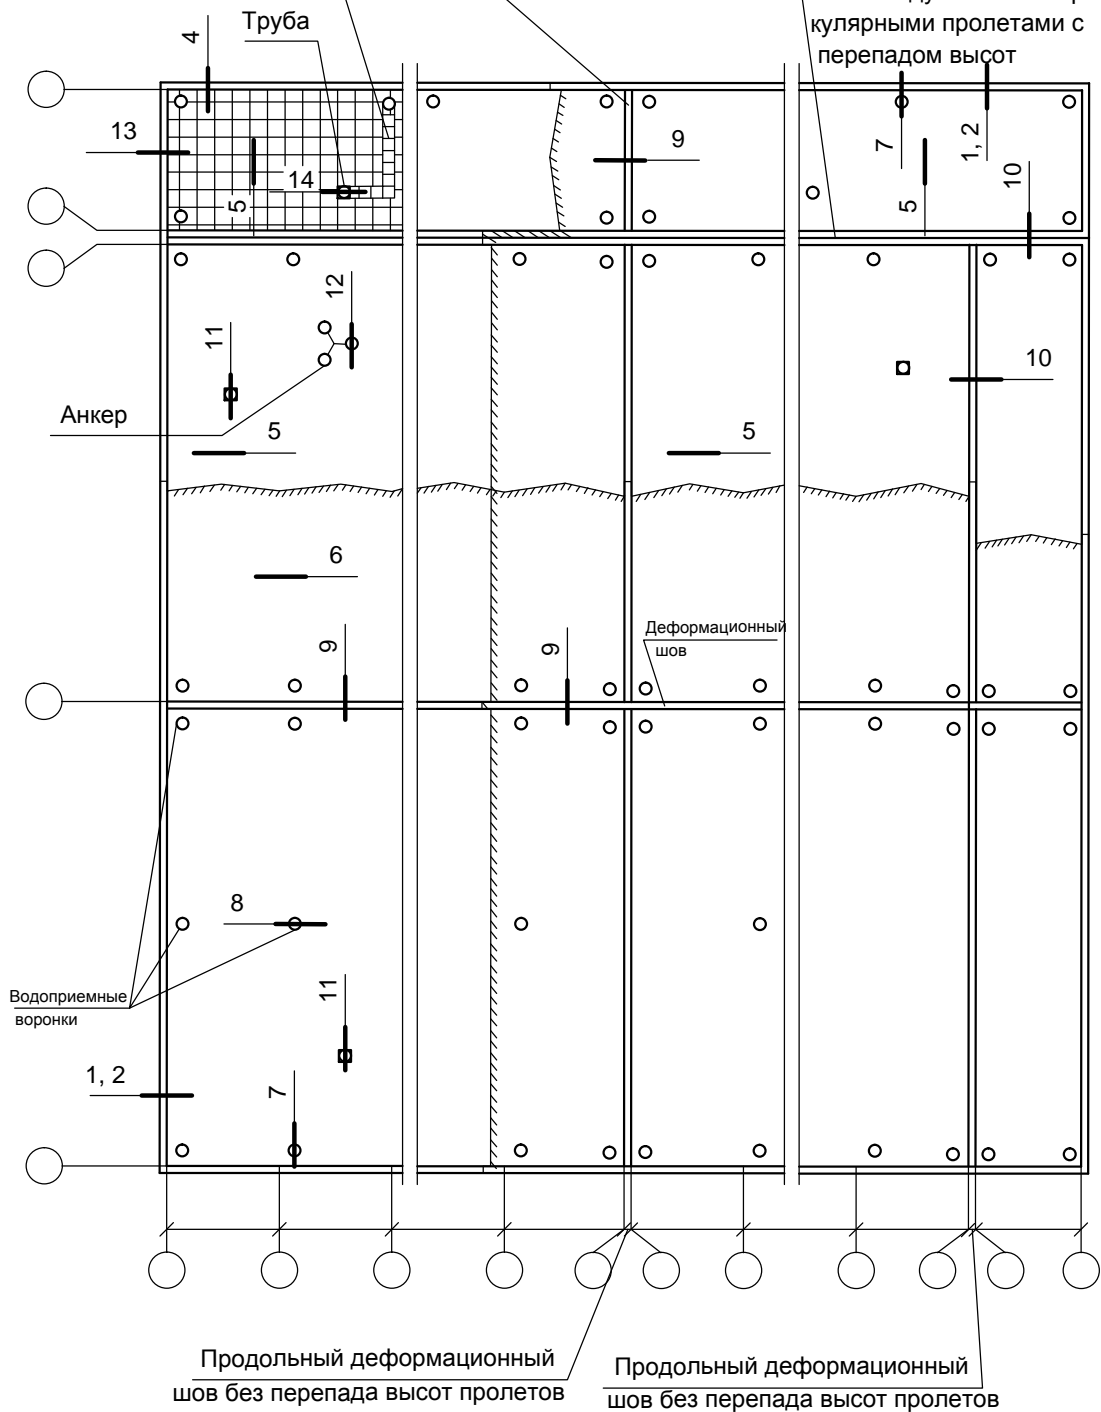 кулярными пролетами с
перепадом высот
Труба
4
13
14
5
9
7
1, 2
5
10
12
11
10
Анкер
5
5
6
9
9
Деформационный
шов
8
Водоприемные
воронки
11
1, 2
7
Продольный деформационный
шов без перепада высот пролетов
Продольный деформационный
шов без перепада высот пролетов